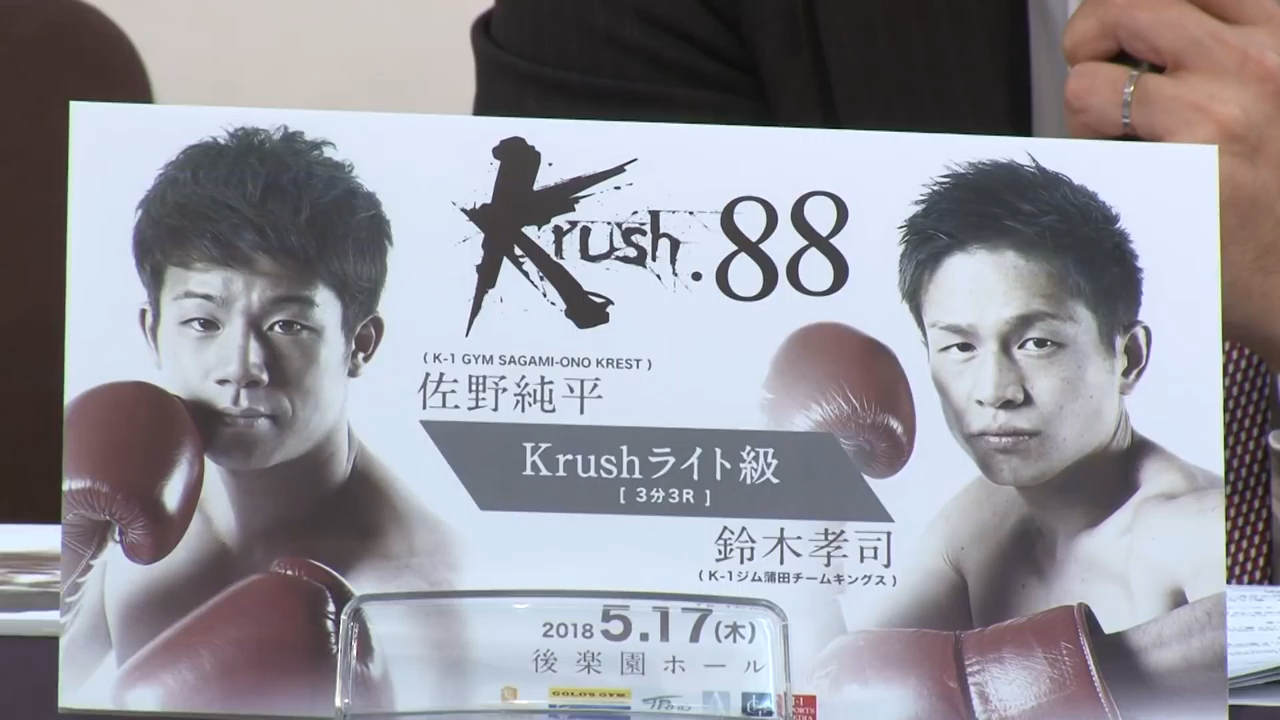 Krush.88
( K-1 GYM SAGAMI-ONO KREST )
佐野純平
Krushライト級
[ 3分3R ]
鈴木孝司
( K-1ジム蒲田チームキングス )
2018 5.17(木)
後楽園ホール
GOLD'S GYM